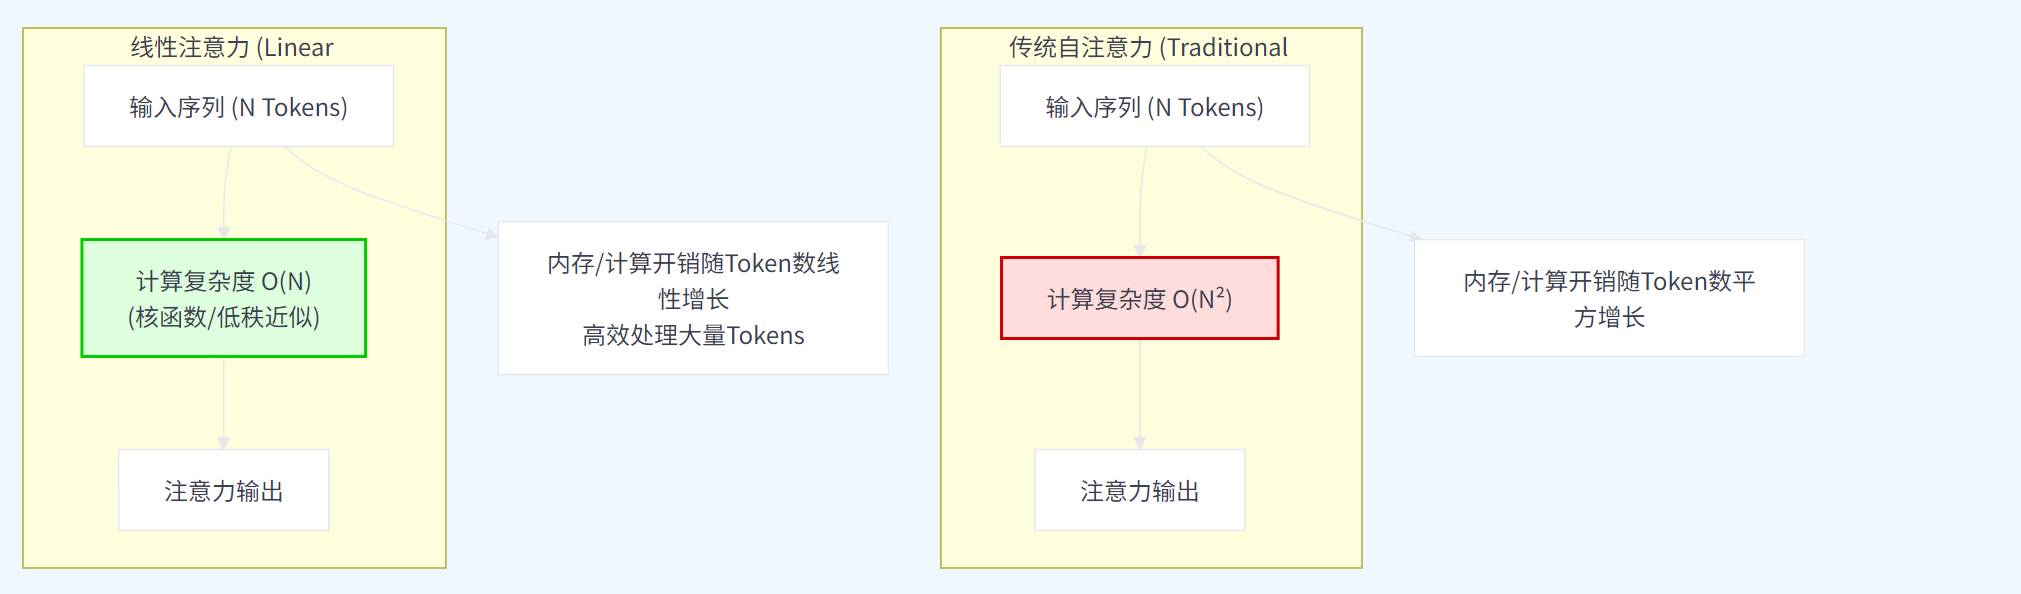 线性注意力 (Linear
输入序列 (N Tokens)
计算复杂度 O(N)
(核函数/低秩近似)
注意力输出
内存/计算开销随Token数线
性增长
高效处理大量Tokens
传统自注意力 (Traditional
输入序列 (N Tokens)
计算复杂度 O(N²)
注意力输出
内存/计算开销随Token数平
方增长